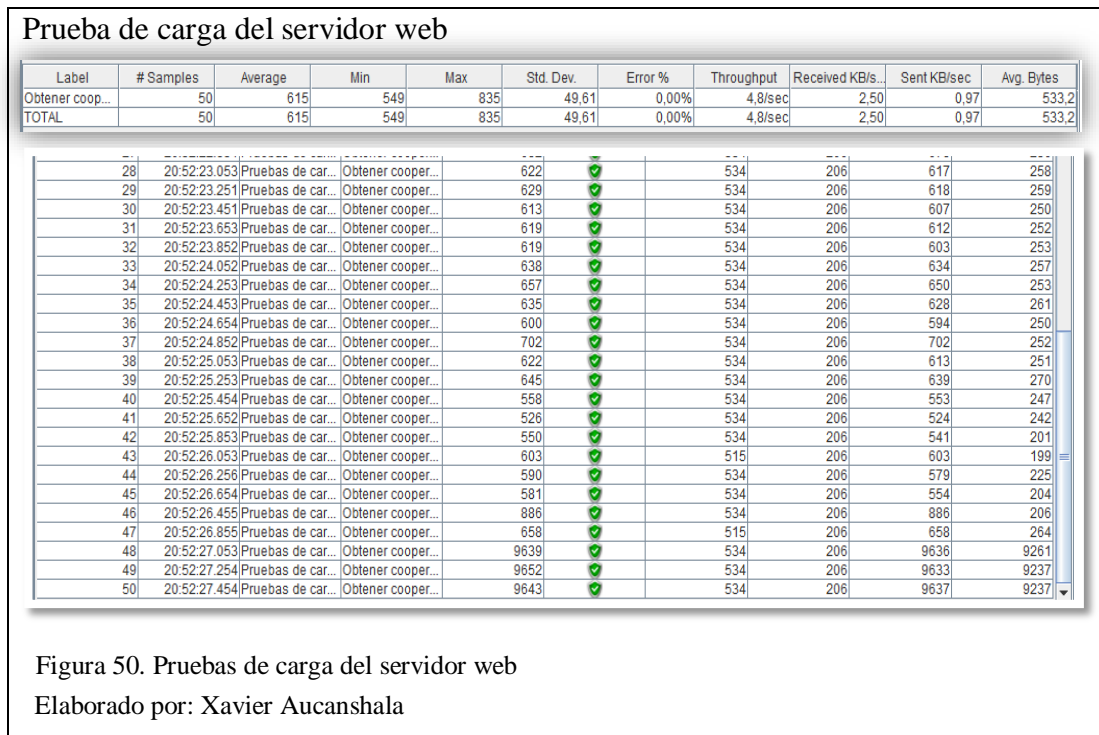 Prueba de carga del servidor web
Label # Samples Average Min Max Std. Dev. Error % Throughput Received KB/s... Sent KB/sec Avg. Bytes
Obtener coop... 50 615 549 835 49,61 0,00% 4,8/sec 2,50 0,97 533,2
TOTAL 50 615 549 835 49,61 0,00% 4,8/sec 2,50 0,97 533,2
28 20:52:23.053 Pruebas de car... Obtener cooper... 622 534 206 617 258
29 20:52:23.251 Pruebas de car... Obtener cooper... 629 534 206 618 259
30 20:52:23.451 Pruebas de car... Obtener cooper... 613 534 206 607 250
31 20:52:23.653 Pruebas de car... Obtener cooper... 619 534 206 612 252
32 20:52:23.852 Pruebas de car... Obtener cooper... 619 534 206 603 253
33 20:52:24.052 Pruebas de car... Obtener cooper... 638 534 206 634 257
34 20:52:24.253 Pruebas de car... Obtener cooper... 657 534 206 650 253
35 20:52:24.453 Pruebas de car... Obtener cooper... 635 534 206 628 261
36 20:52:24.654 Pruebas de car... Obtener cooper... 600 534 206 594 250
37 20:52:24.852 Pruebas de car... Obtener cooper... 702 534 206 702 252
38 20:52:25.053 Pruebas de car... Obtener cooper... 622 534 206 613 251
39 20:52:25.253 Pruebas de car... Obtener cooper... 645 534 206 639 270
40 20:52:25.454 Pruebas de car... Obtener cooper... 558 534 206 553 247
41 20:52:25.652 Pruebas de car... Obtener cooper... 526 534 206 524 242
42 20:52:25.853 Pruebas de car... Obtener cooper... 550 534 206 541 201
43 20:52:26.053 Pruebas de car... Obtener cooper... 603 515 206 603 199
44 20:52:26.256 Pruebas de car... Obtener cooper... 590 534 206 579 225
45 20:52:26.654 Pruebas de car... Obtener cooper... 581 534 206 554 204
46 20:52:26.455 Pruebas de car... Obtener cooper... 886 534 206 886 206
47 20:52:26.855 Pruebas de car... Obtener cooper... 658 515 206 658 264
48 20:52:27.053 Pruebas de car... Obtener cooper... 9639 534 206 9636 9261
49 20:52:27.254 Pruebas de car... Obtener cooper... 9652 534 206 9633 9237
50 20:52:27.454 Pruebas de car... Obtener cooper... 9643 534 206 9637 9237
Figura 50. Pruebas de carga del servidor web
Elaborado por: Xavier Aucanshala